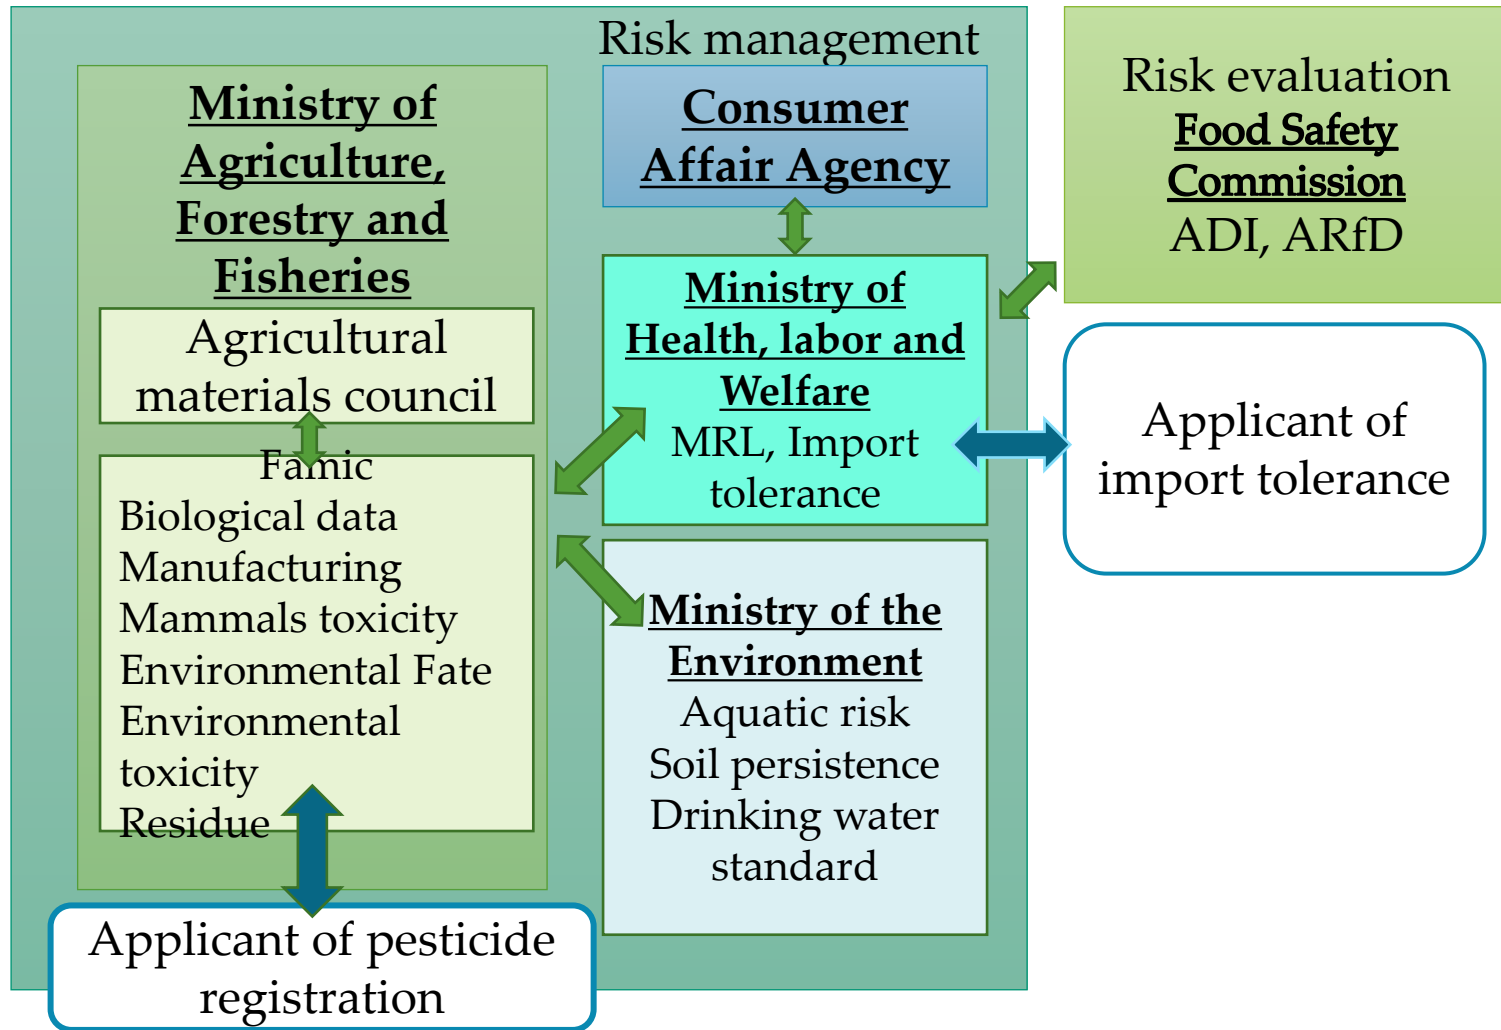 Risk management
Ministry of
Agriculture,
Forestry and
Fisheries
Agricultural
materials council
Famic
Biological data
Manufacturing
Mammals toxicity
Environmental Fate
Environmental
toxicity
Residue
Applicant of pesticide
registration
Consumer
Affair Agency
Ministry of
Health, labor and
Welfare
MRL, Import
tolerance
Ministry of the
Environment
Aquatic risk
Soil persistence
Drinking water
standard
Risk evaluation
Food Safety
Commission
ADI, ARfD
Applicant of
import tolerance